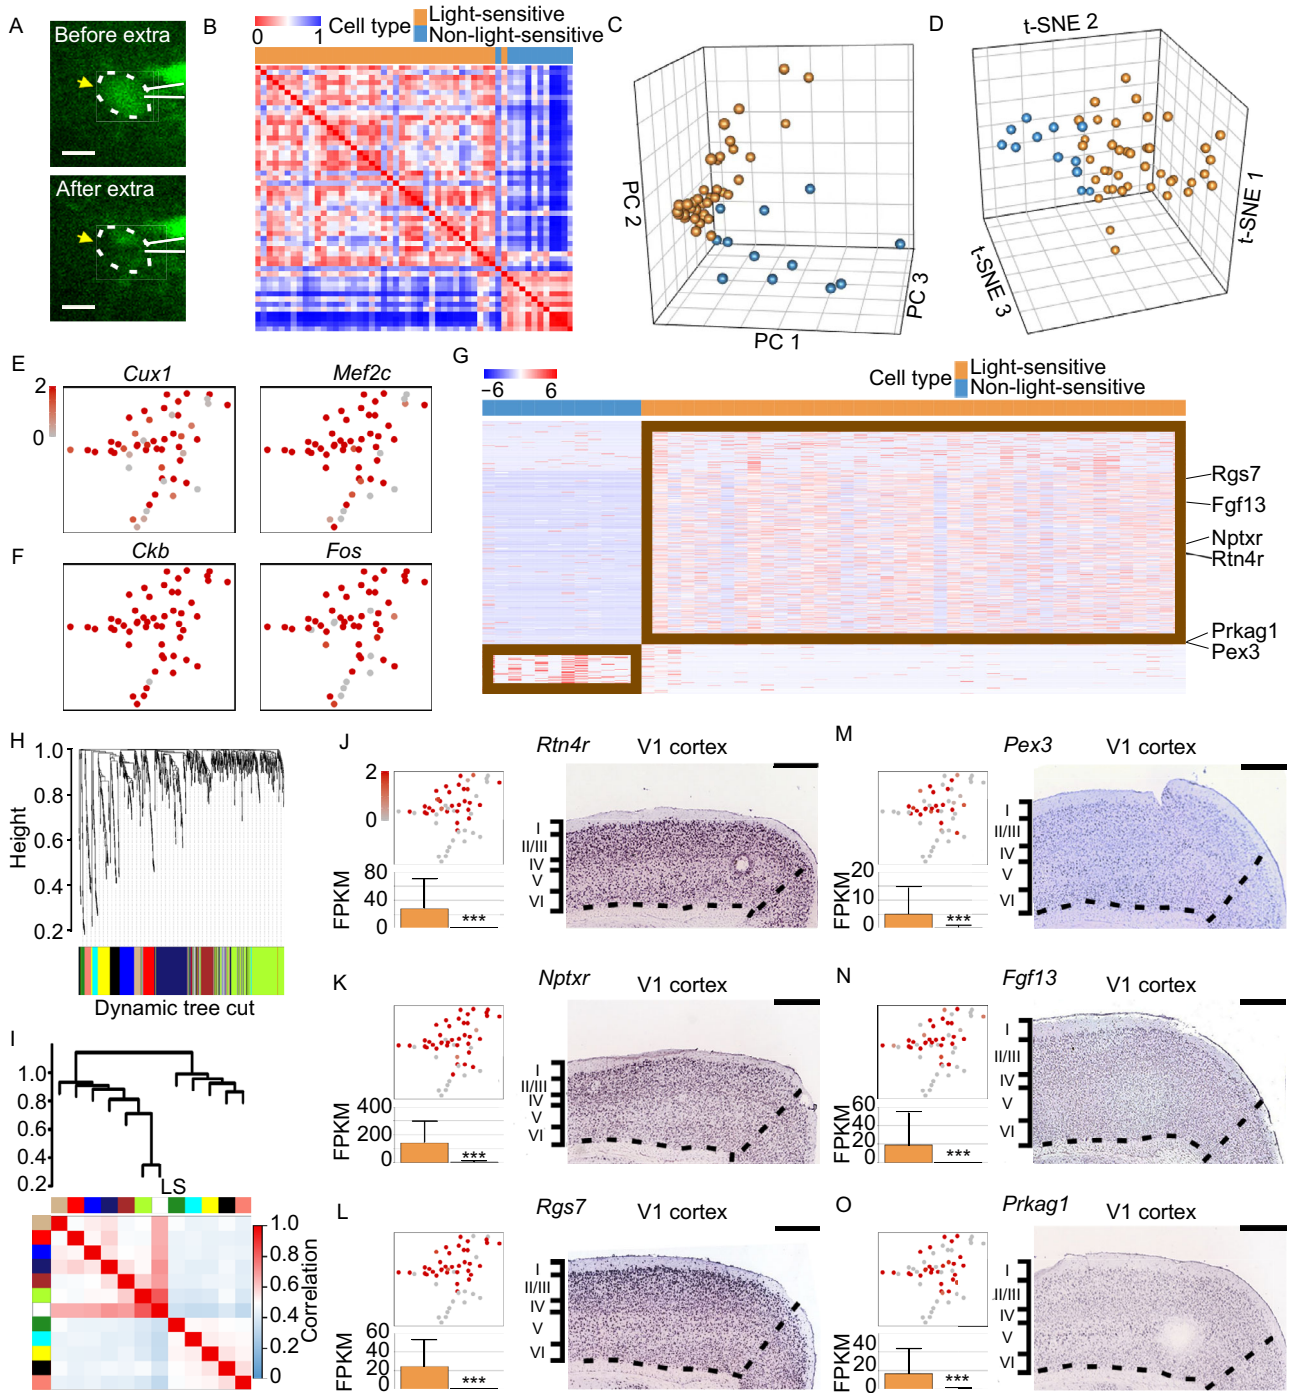 A
Before extra
After extra
B
0 1
Cell type
Light-sensitive
Non-light-sensitive
C
PC 2
PC 1
PC 3
D
t-SNE 2
t-SNE 1
t-SNE 3
E
Cux1
Mef2c
2
0
F
Ckb
Fos
G
−6 6
Cell type
Light-sensitive
Non-light-sensitive
Rgs7
Fgf13
Nptxr
Rtn4r
Prkag1
Pex3
H
Height
1.0
0.8
0.6
0.4
0.2
Dynamic tree cut
I
1.0
0.8
0.6
0.4
0.2
LS
1.0
0.8
0.6
0.4
0.2
0
Correlation
J
Rtn4r V1 cortex
2
0
FPKM
80
40
0
***
I
II/III
IV
V
VI
K
Nptxr V1 cortex
FPKM
400
200
0
***
I
II/III
IV
V
VI
L
Rgs7 V1 cortex
FPKM
60
40
20
0
***
I
II/III
IV
V
VI
M
Pex3 V1 cortex
FPKM
20
10
0
***
I
II/III
IV
V
VI
N
Fgf13 V1 cortex
FPKM
60
40
20
0
***
I
II/III
IV
V
VI
O
Prkag1 V1 cortex
FPKM
40
20
0
***
I
II/III
IV
V
VI